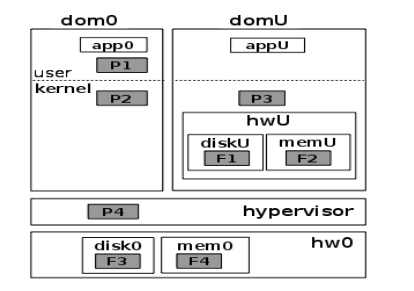 dom0 domU
app0 appU
P1
user
kernel
P2 P3
hwU
diskU memU
F1 F2
P4 hypervisor
disk0 mem0 hw0
F3 F4